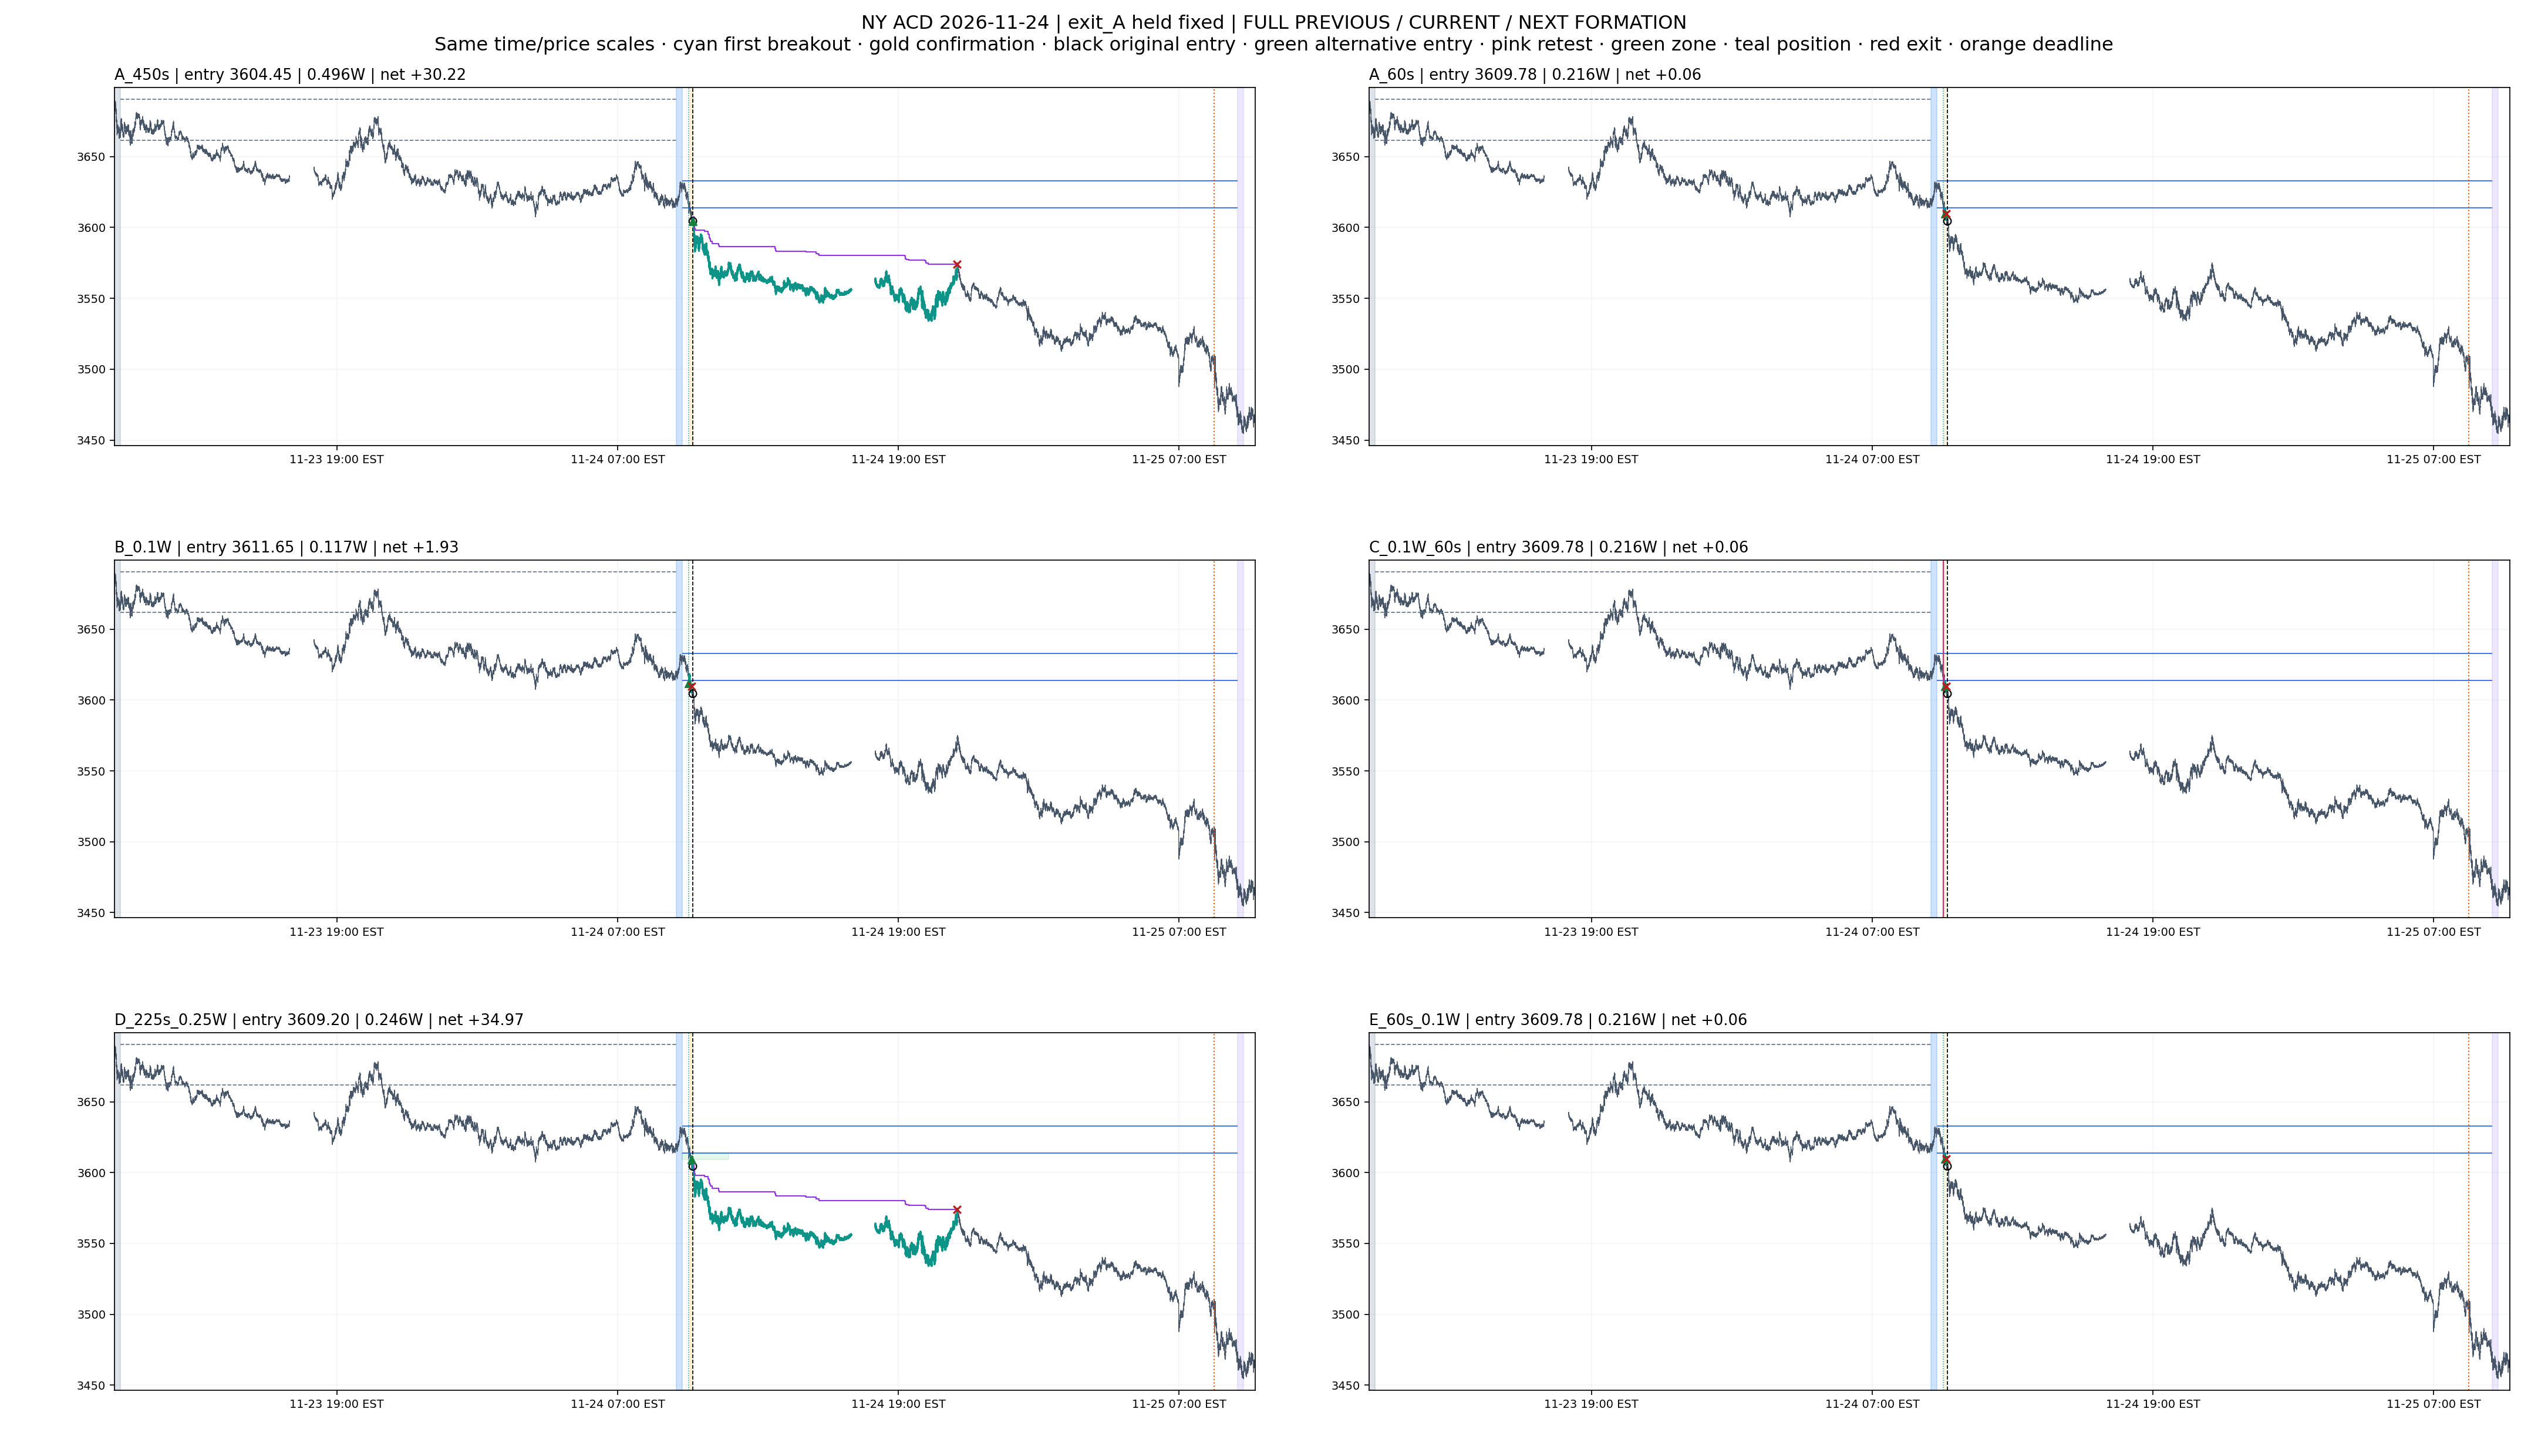 NY ACD 2026-11-24 | exit_A held fixed | FULL PREVIOUS / CURRENT / NEXT FORMATION
Same time/price scales · cyan first breakout · gold confirmation · black original entry · green alternative entry · pink retest · green zone · teal position · red exit · orange deadline
A_450s | entry 3604.45 | 0.496W | net +30.22
3650
3600
3550
3500
3450
11-23 19:00 EST
11-24 07:00 EST
11-24 19:00 EST
11-25 07:00 EST
A_60s | entry 3609.78 | 0.216W | net +0.06
3650
3600
3550
3500
3450
11-23 19:00 EST
11-24 07:00 EST
11-24 19:00 EST
11-25 07:00 EST
B_0.1W | entry 3611.65 | 0.117W | net +1.93
3650
3600
3550
3500
3450
11-23 19:00 EST
11-24 07:00 EST
11-24 19:00 EST
11-25 07:00 EST
C_0.1W_60s | entry 3609.78 | 0.216W | net +0.06
3650
3600
3550
3500
3450
11-23 19:00 EST
11-24 07:00 EST
11-24 19:00 EST
11-25 07:00 EST
D_225s_0.25W | entry 3609.20 | 0.246W | net +34.97
3650
3600
3550
3500
3450
11-23 19:00 EST
11-24 07:00 EST
11-24 19:00 EST
11-25 07:00 EST
E_60s_0.1W | entry 3609.78 | 0.216W | net +0.06
3650
3600
3550
3500
3450
11-23 19:00 EST
11-24 07:00 EST
11-24 19:00 EST
11-25 07:00 EST